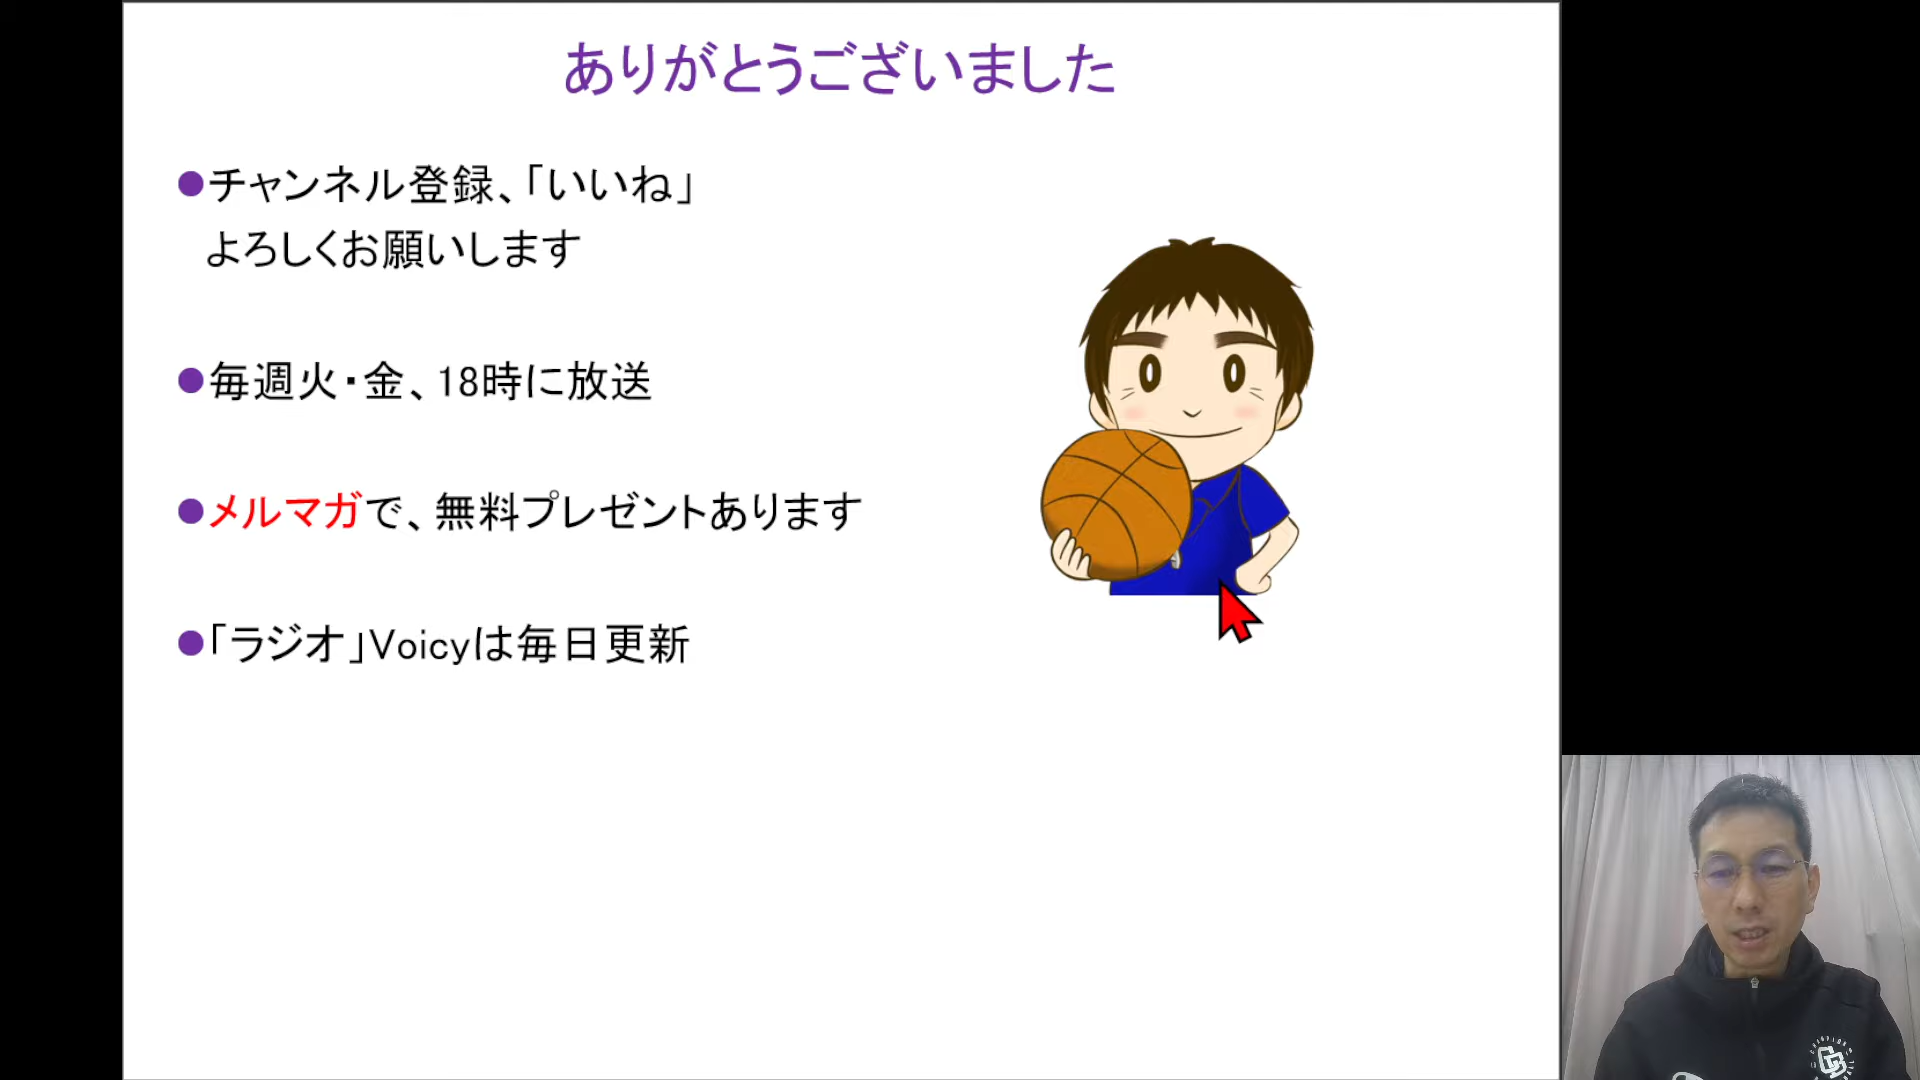 ありがとうございました
●チャンネル登録、「いいね」
よろしくお願いします
●毎週火・金、18時に放送
●メルマガで、無料プレゼントあります
●「ラジオ」Voicyは毎日更新